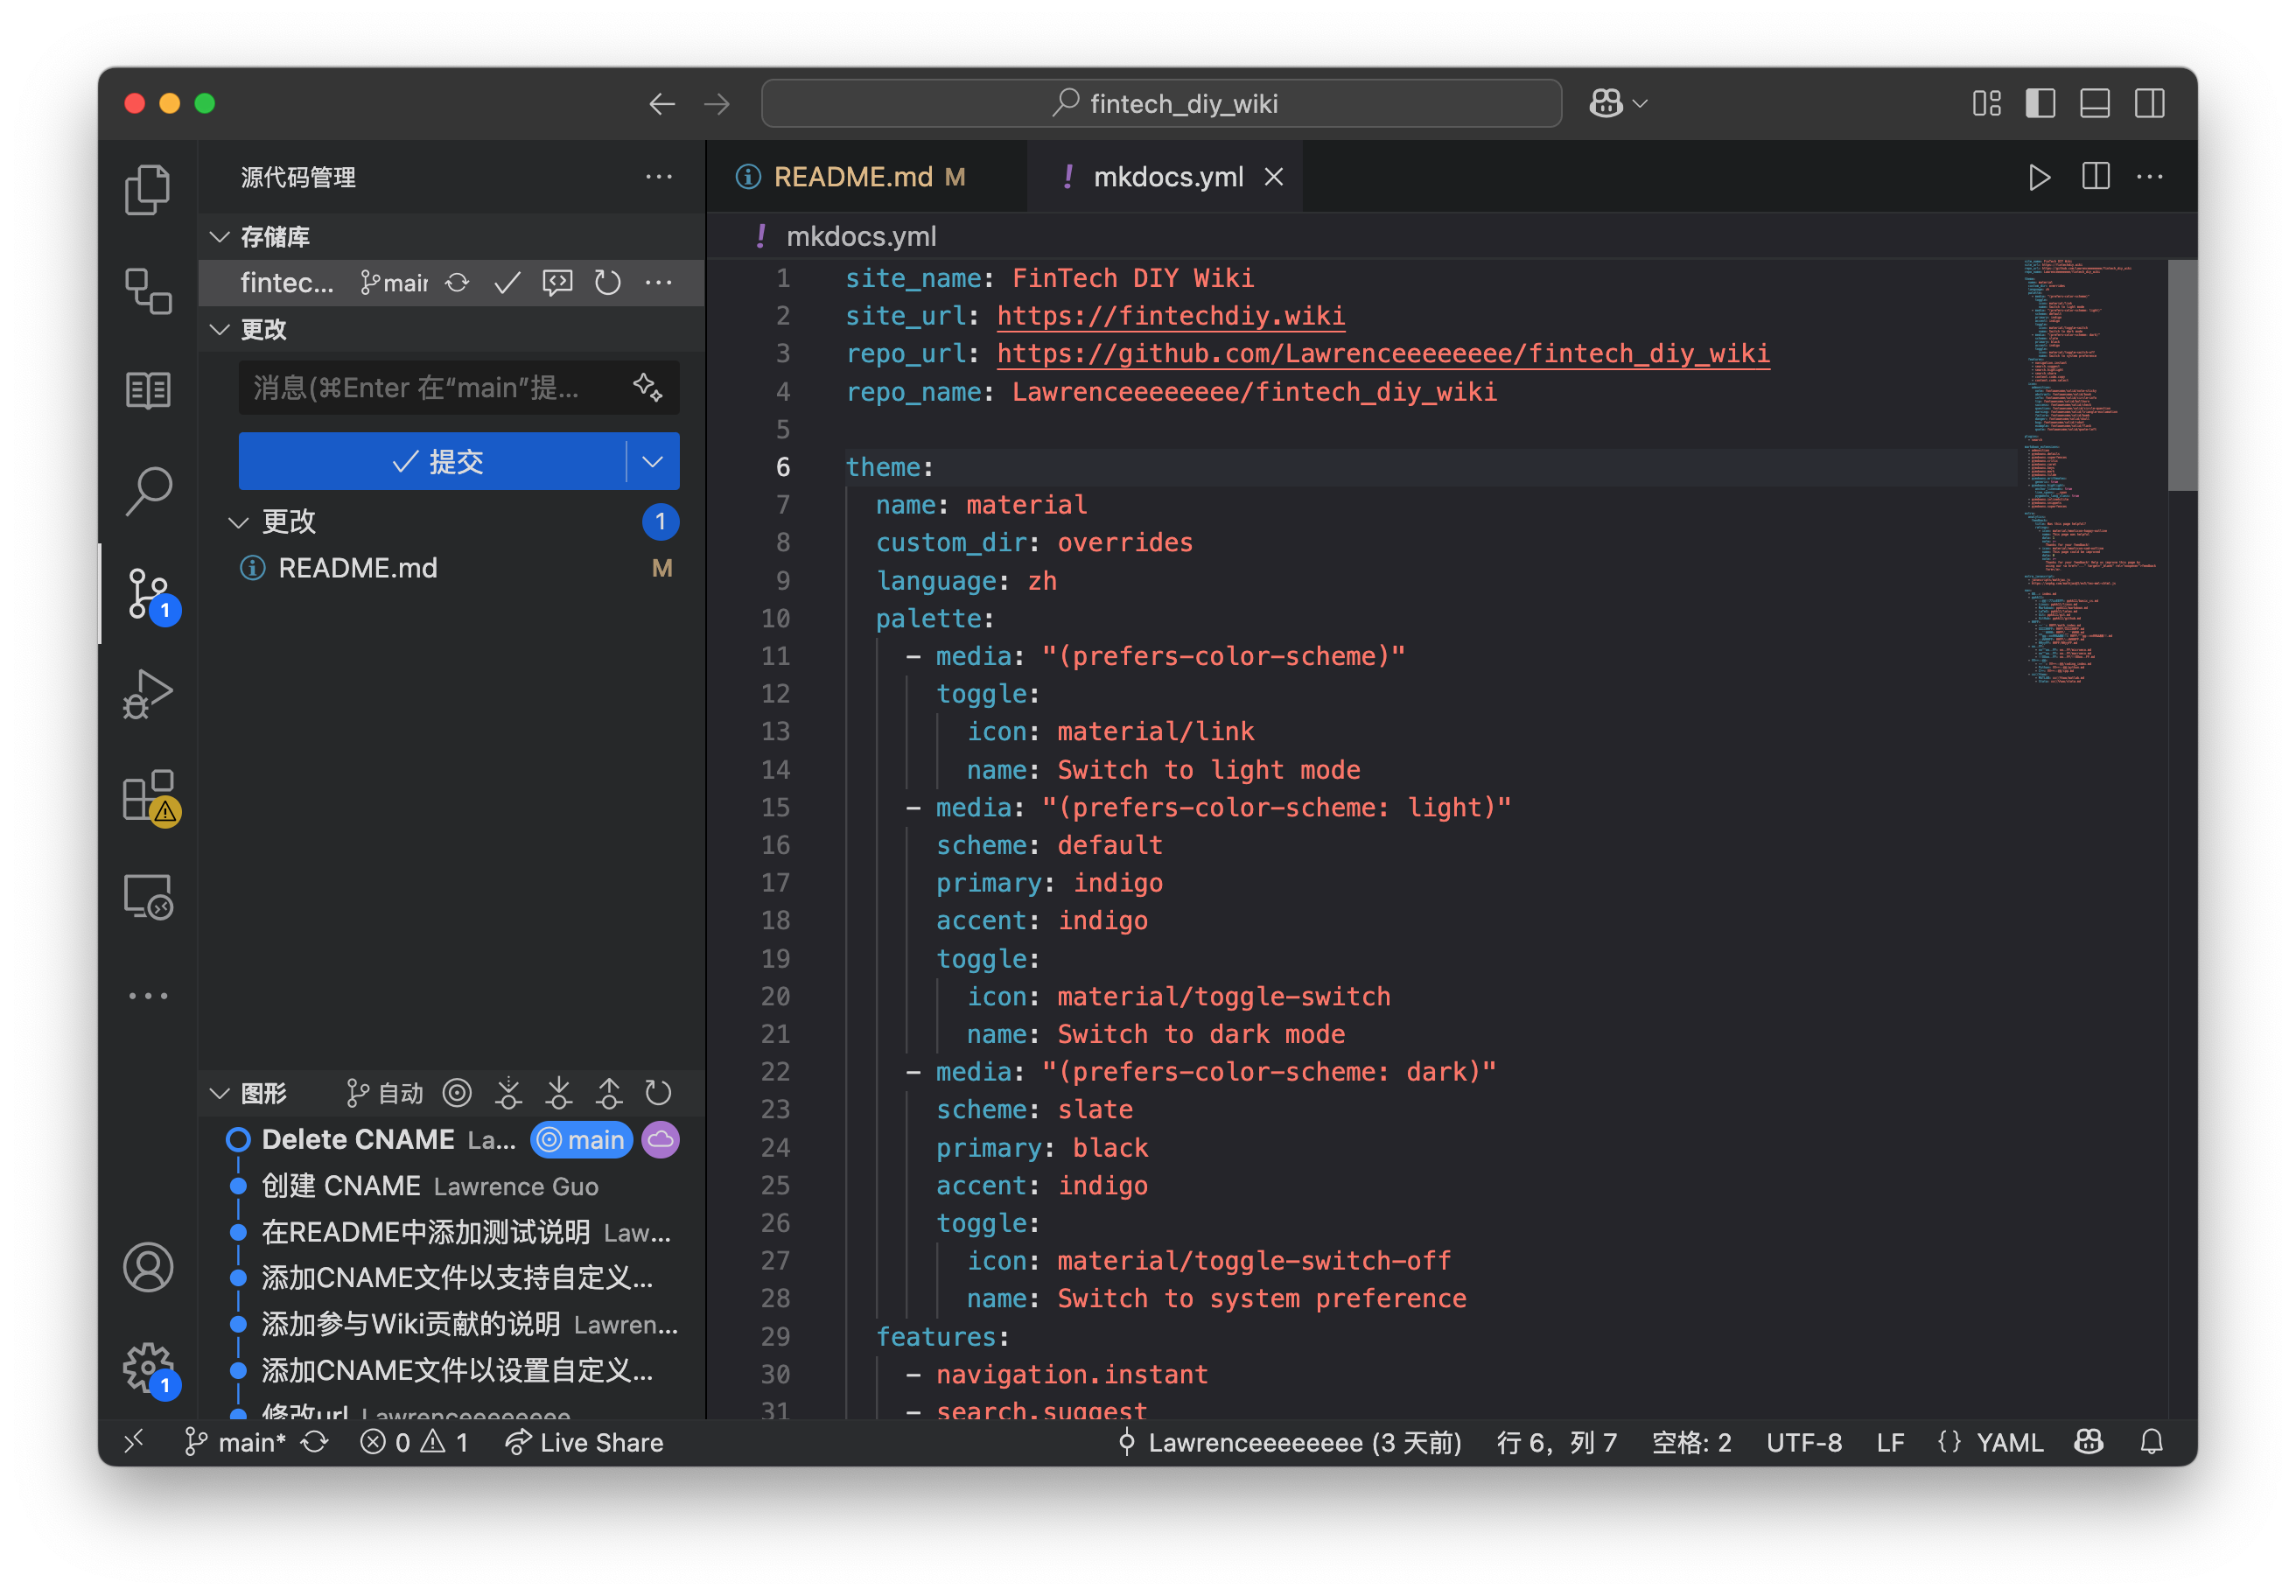 fintech_diy_wiki
源代码管理
存储库
fintec... main
更改
消息(⌘Enter 在“main”提...
提交
更改 1
README.md M
1
图形 自动
Delete CNAME La... main
创建 CNAME Lawrence Guo
在README中添加测试说明 Law...
添加CNAME文件以支持自定义...
添加参与Wiki贡献的说明 Lawren...
添加CNAME文件以设置自定义...
修改url Lawrenceeeeeeee
1
README.md M
mkdocs.yml
mkdocs.yml
1 site_name: FinTech DIY Wiki
2 site_url: https://fintechdiy.wiki
3 repo_url: https://github.com/Lawrenceeeeeeee/fintech_diy_wiki
4 repo_name: Lawrenceeeeeeee/fintech_diy_wiki
5
6 theme:
7 name: material
8 custom_dir: overrides
9 language: zh
10 palette:
11 - media: "(prefers-color-scheme)"
12 toggle:
13 icon: material/link
14 name: Switch to light mode
15 - media: "(prefers-color-scheme: light)"
16 scheme: default
17 primary: indigo
18 accent: indigo
19 toggle:
20 icon: material/toggle-switch
21 name: Switch to dark mode
22 - media: "(prefers-color-scheme: dark)"
23 scheme: slate
24 primary: black
25 accent: indigo
26 toggle:
27 icon: material/toggle-switch-off
28 name: Switch to system preference
29 features:
30 - navigation.instant
31 - search.suggest
main* 0 1 Live Share Lawrenceeeeeeee (3 天前) 行 6，列 7 空格: 2 UTF-8 LF {} YAML